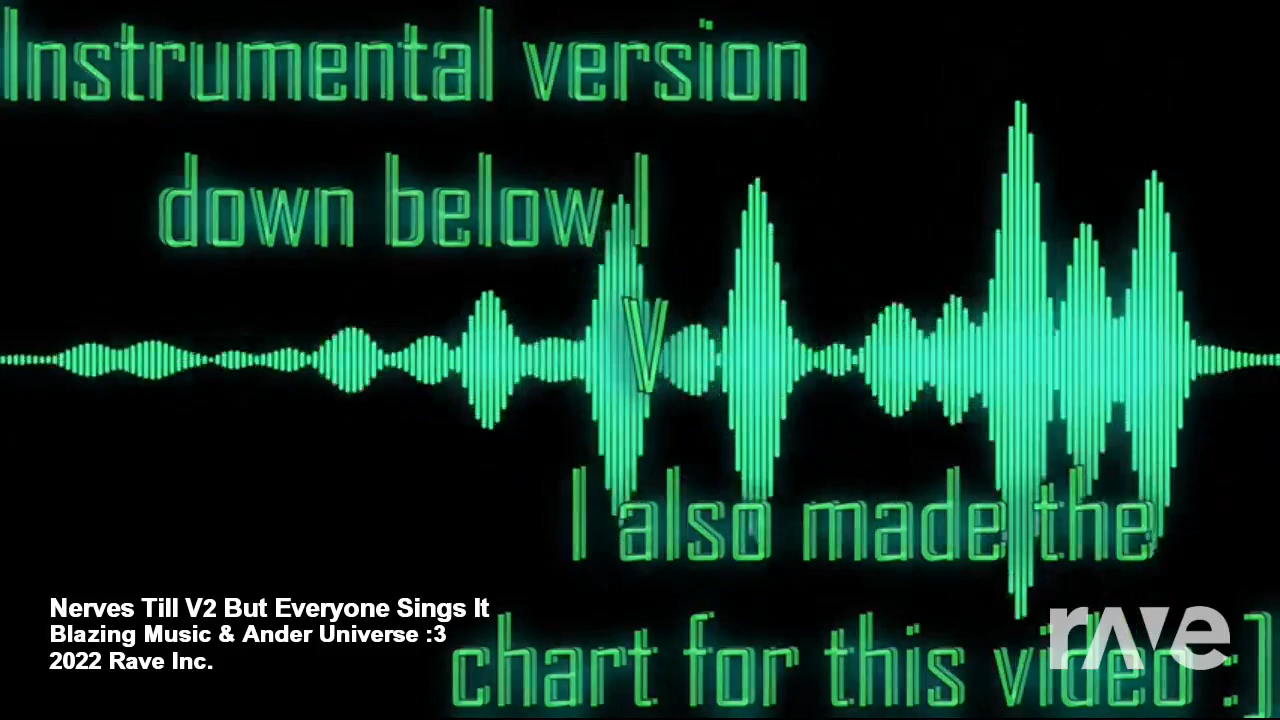 Instrumental version
down below |
V
I also made the
chart for this video :]
Nerves Till V2 But Everyone Sings It
Blazing Music & Ander Universe :3
2022 Rave Inc.
rave